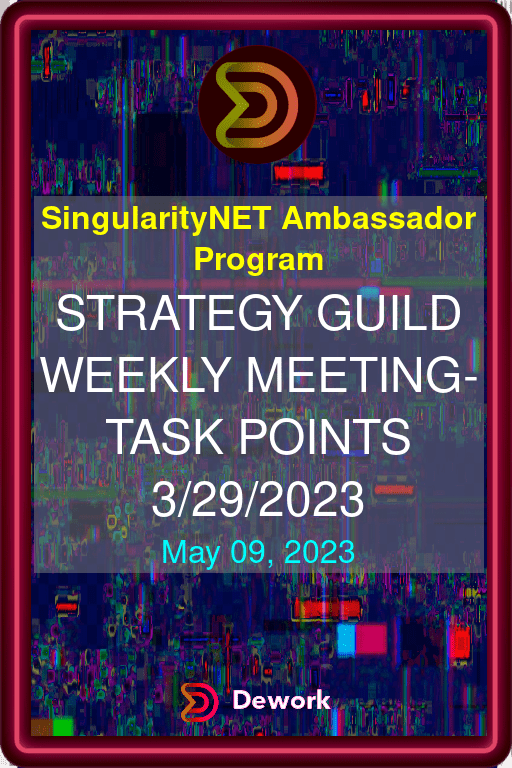 SingularityNET Ambassador
Program
STRATEGY GUILD
WEEKLY MEETING-
TASK POINTS
3/29/2023
May 09, 2023
Dework